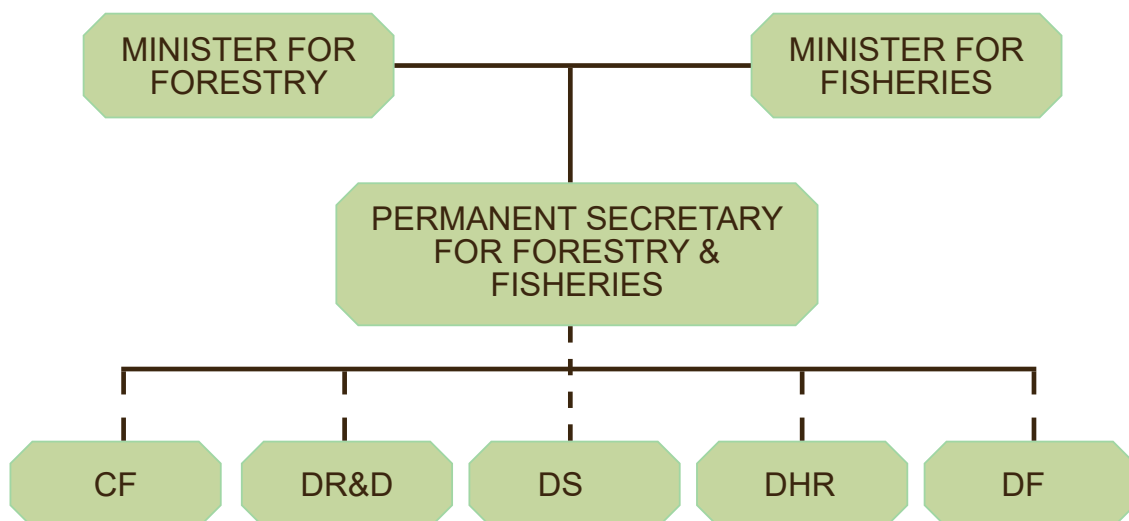 MINISTER FOR
FORESTRY
MINISTER FOR
FISHERIES
PERMANENT SECRETARY
FOR FORESTRY &
FISHERIES
CF
DR&D
DS
DHR
DF